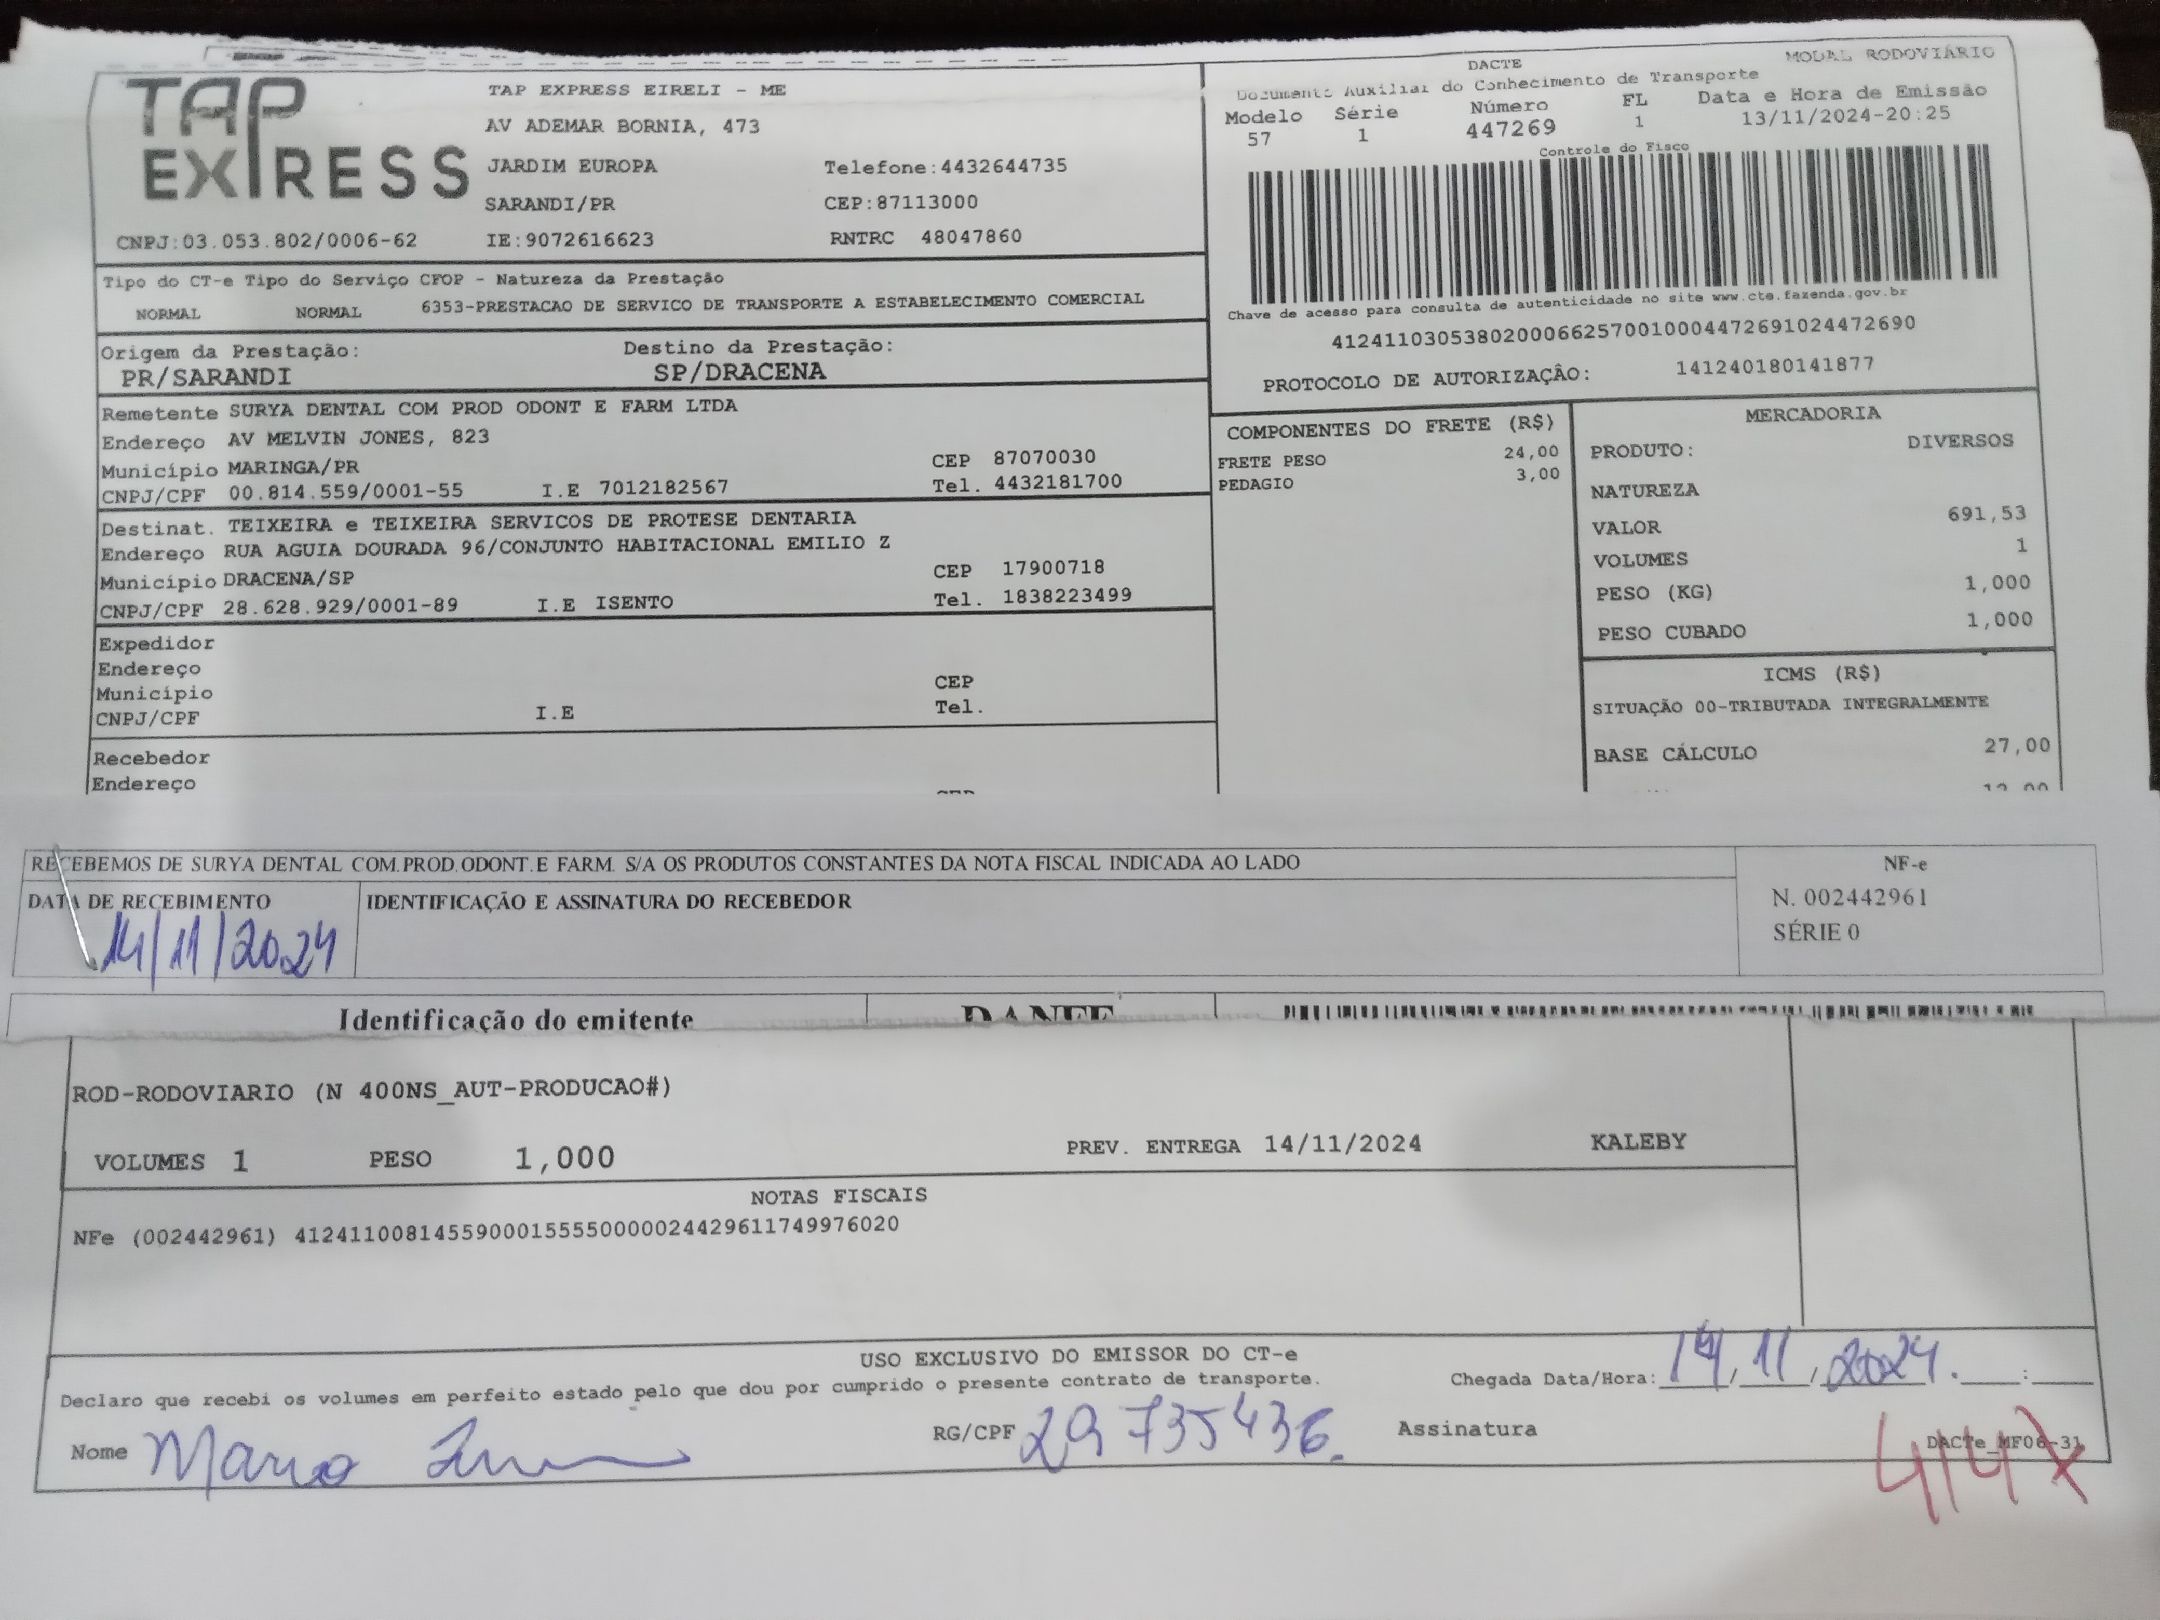 TAP EXPRESS
TAP EXPRESS EIRELI - ME
AV ADEMAR BORNIA, 473
JARDIM EUROPA Telefone:4432644735
SARANDI/PR CEP:87113000
CNPJ:03.053.802/0006-62 IE:9072616623 RNTRC 48047860
DACTE MODAL RODOVIÁRIO
Documento Auxiliar do Conhecimento de Transporte
Modelo Série Número FL Data e Hora de Emissão
57 1 447269 1 13/11/2024-20:25
Controle do Fisco
Chave de acesso para consulta de autenticidade no site www.cte.fazenda.gov.br
41241103053802000662570010004472691024472690
PROTOCOLO DE AUTORIZAÇÂO: 141240180141877
Tipo do CT-e Tipo do Serviço CFOP - Natureza da Prestação
NORMAL NORMAL 6353-PRESTACAO DE SERVICO DE TRANSPORTE A ESTABELECIMENTO COMERCIAL
Origem da Prestação: Destino da Prestação:
PR/SARANDI SP/DRACENA
Remetente SURYA DENTAL COM PROD ODONT E FARM LTDA
Endereço AV MELVIN JONES, 823
Município MARINGA/PR CEP 87070030
CNPJ/CPF 00.814.559/0001-55 I.E 7012182567 Tel. 4432181700
Destinat. TEIXEIRA e TEIXEIRA SERVICOS DE PROTESE DENTARIA
Endereço RUA AGUIA DOURADA 96/CONJUNTO HABITACIONAL EMILIO Z
Município DRACENA/SP CEP 17900718
CNPJ/CPF 28.628.929/0001-89 I.E ISENTO Tel. 1838223499
Expedidor
Endereço
Município CEP
CNPJ/CPF I.E Tel.
Recebedor
Endereço
COMPONENTES DO FRETE (R$)
FRETE PESO 24,00
PEDAGIO 3,00
MERCADORIA
PRODUTO: DIVERSOS
NATUREZA
VALOR 691,53
VOLUMES 1
PESO (KG) 1,000
PESO CUBADO 1,000
ICMS (R$)
SITUAÇÃO 00-TRIBUTADA INTEGRALMENTE
BASE CÁLCULO 27,00
12,00
RECEBEMOS DE SURYA DENTAL COM.PROD.ODONT.E FARM. S/A OS PRODUTOS CONSTANTES DA NOTA FISCAL INDICADA AO LADO
DATA DE RECEBIMENTO IDENTIFICAÇÃO E ASSINATURA DO RECEBEDOR
14/11/2024
NF-e
N. 002442961
SÉRIE 0
Identificação do emitente DANFE
ROD-RODOVIARIO (N 400NS_AUT-PRODUCAO#)
VOLUMES 1 PESO 1,000 PREV. ENTREGA 14/11/2024 KALEBY
NOTAS FISCAIS
NFe (002442961) 41241100814559000155550000024429611749976020
USO EXCLUSIVO DO EMISSOR DO CT-e
Declaro que recebi os volumes em perfeito estado pelo que dou por cumprido o presente contrato de transporte.
Chegada Data/Hora: 14/11/2024. :
Nome RG/CPF 29735436. Assinatura
DACTe_MF06-31